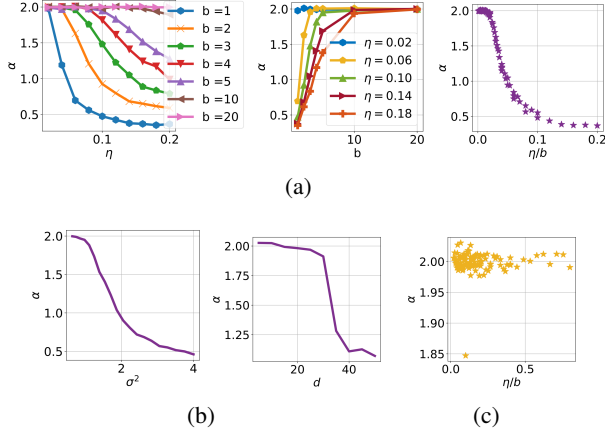 α
2.0
1.5
1.0
0.5
0.1
0.2
η
b =1
b =2
b =3
b =4
b =5
b =10
b =20
α
2.0
1.5
1.0
0.5
0
10
20
b
η = 0.02
η = 0.06
η = 0.10
η = 0.14
η = 0.18
α
2.0
1.5
1.0
0.5
0.0
0.1
0.2
η/b
(a)
α
2.0
1.5
1.0
0.5
2
4
σ²
α
2.00
1.75
1.50
1.25
20
40
d
α
2.00
1.95
1.90
1.85
0.0
0.5
η/b
(b)
(c)